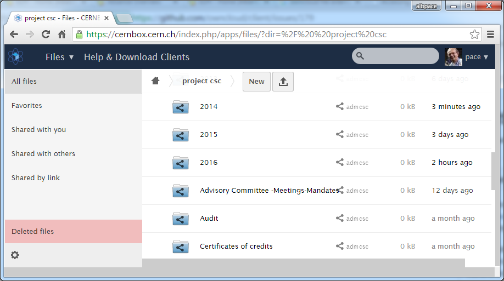 project csc - Files - CERN
https://cernbox.cern.ch/index.php/apps/files/?dir=%2F%20%20project%20csc
Files ▾ Help & Download Clients
pace ▾
All files
Favorites
Shared with you
Shared with others
Shared by link
Deleted files
project csc New
2014 admcsc 0 kB 3 minutes ago
2015 admcsc 0 kB 3 days ago
2016 admcsc 0 kB 2 hours ago
Advisory Committee -Meetings-Mandates admcsc 0 kB 12 days ago
Audit admcsc 0 kB a month ago
Certificates of credits admcsc 0 kB a month ago